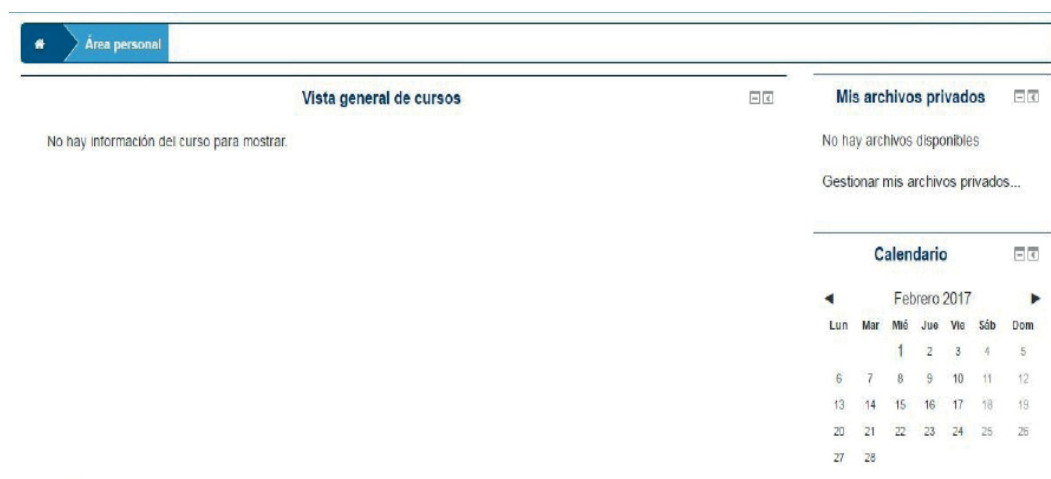 Área personal
Vista general de cursos
No hay información del curso para mostrar.
Mis archivos privados
No hay archivos disponibles
Gestionar mis archivos privados...
Calendario
Febrero 2017
Lun Mar Mié Jue Vie Sáb Dom
1 2 3 4 5
6 7 8 9 10 11 12
13 14 15 16 17 18 19
20 21 22 23 24 25 26
27 28